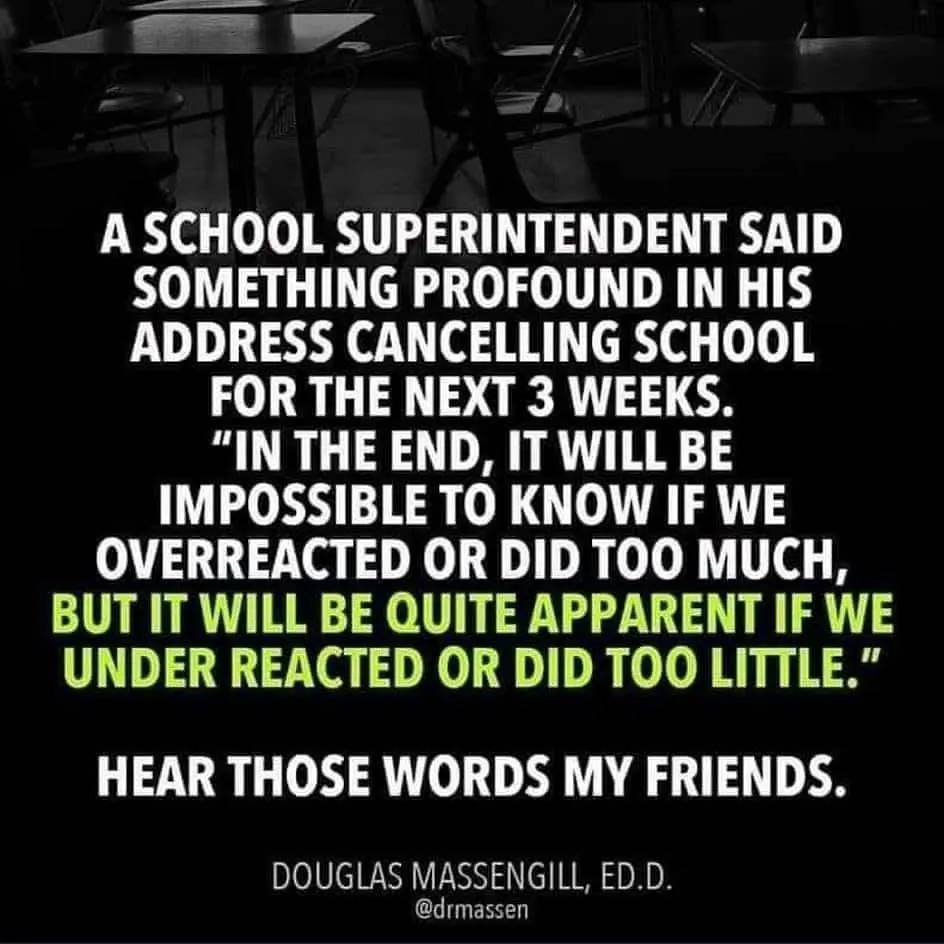 A SCHOOL SUPERINTENDENT SAID
SOMETHING PROFOUND IN HIS
ADDRESS CANCELLING SCHOOL
FOR THE NEXT 3 WEEKS.
"IN THE END, IT WILL BE
IMPOSSIBLE TO KNOW IF WE
OVERREACTED OR DID TOO MUCH,
BUT IT WILL BE QUITE APPARENT IF WE
UNDER REACTED OR DID TOO LITTLE."
HEAR THOSE WORDS MY FRIENDS.
DOUGLAS MASSENGILL, ED.D.
@drmassen